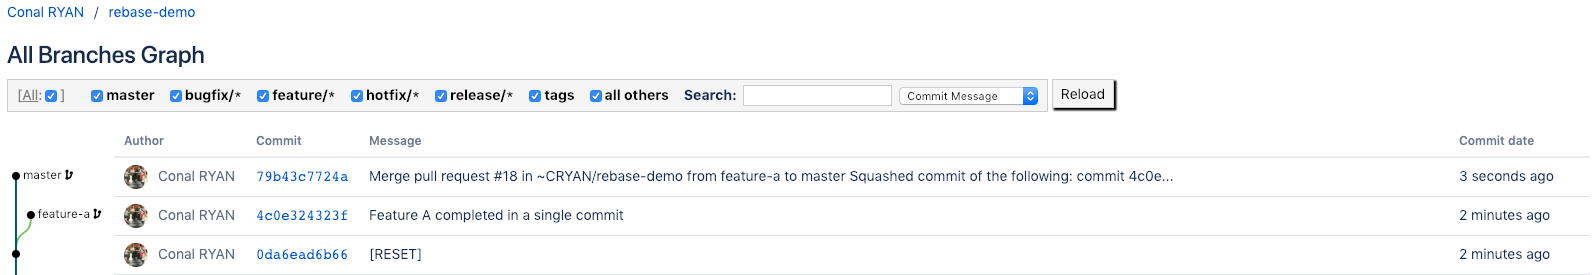 Conal RYAN / rebase-demo
All Branches Graph
[All: ] master bugfix/* feature/* hotfix/* release/* tags all others Search: Commit Message Reload
Author Commit Message Commit date
master Conal RYAN 79b43c7724a Merge pull request #18 in ~CRYAN/rebase-demo from feature-a to master Squashed commit of the following: commit 4c0e... 3 seconds ago
feature-a Conal RYAN 4c0e324323f Feature A completed in a single commit 2 minutes ago
Conal RYAN 0da6ead6b66 [RESET] 2 minutes ago